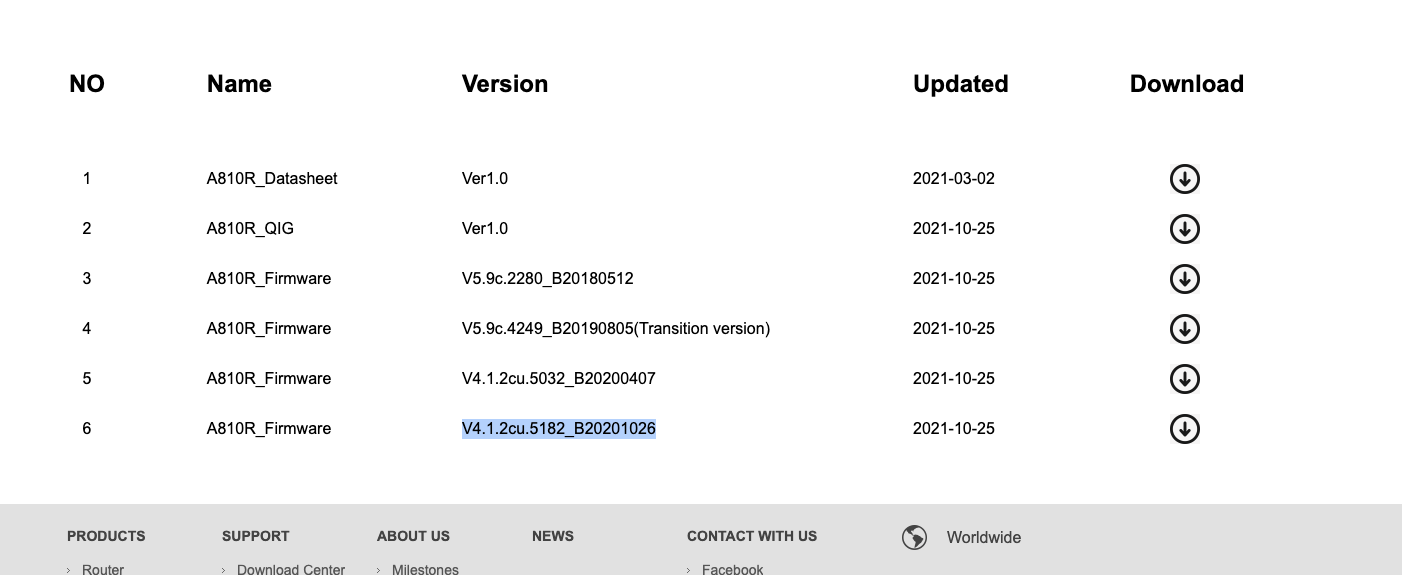 NO Name Version Updated Download
1 A810R_Datasheet Ver1.0 2021-03-02
2 A810R_QIG Ver1.0 2021-10-25
3 A810R_Firmware V5.9c.2280_B20180512 2021-10-25
4 A810R_Firmware V5.9c.4249_B20190805(Transition version) 2021-10-25
5 A810R_Firmware V4.1.2cu.5032_B20200407 2021-10-25
6 A810R_Firmware V4.1.2cu.5182_B20201026 2021-10-25
PRODUCTS SUPPORT ABOUT US NEWS CONTACT WITH US Worldwide
Router Download Center Milestones Facebook